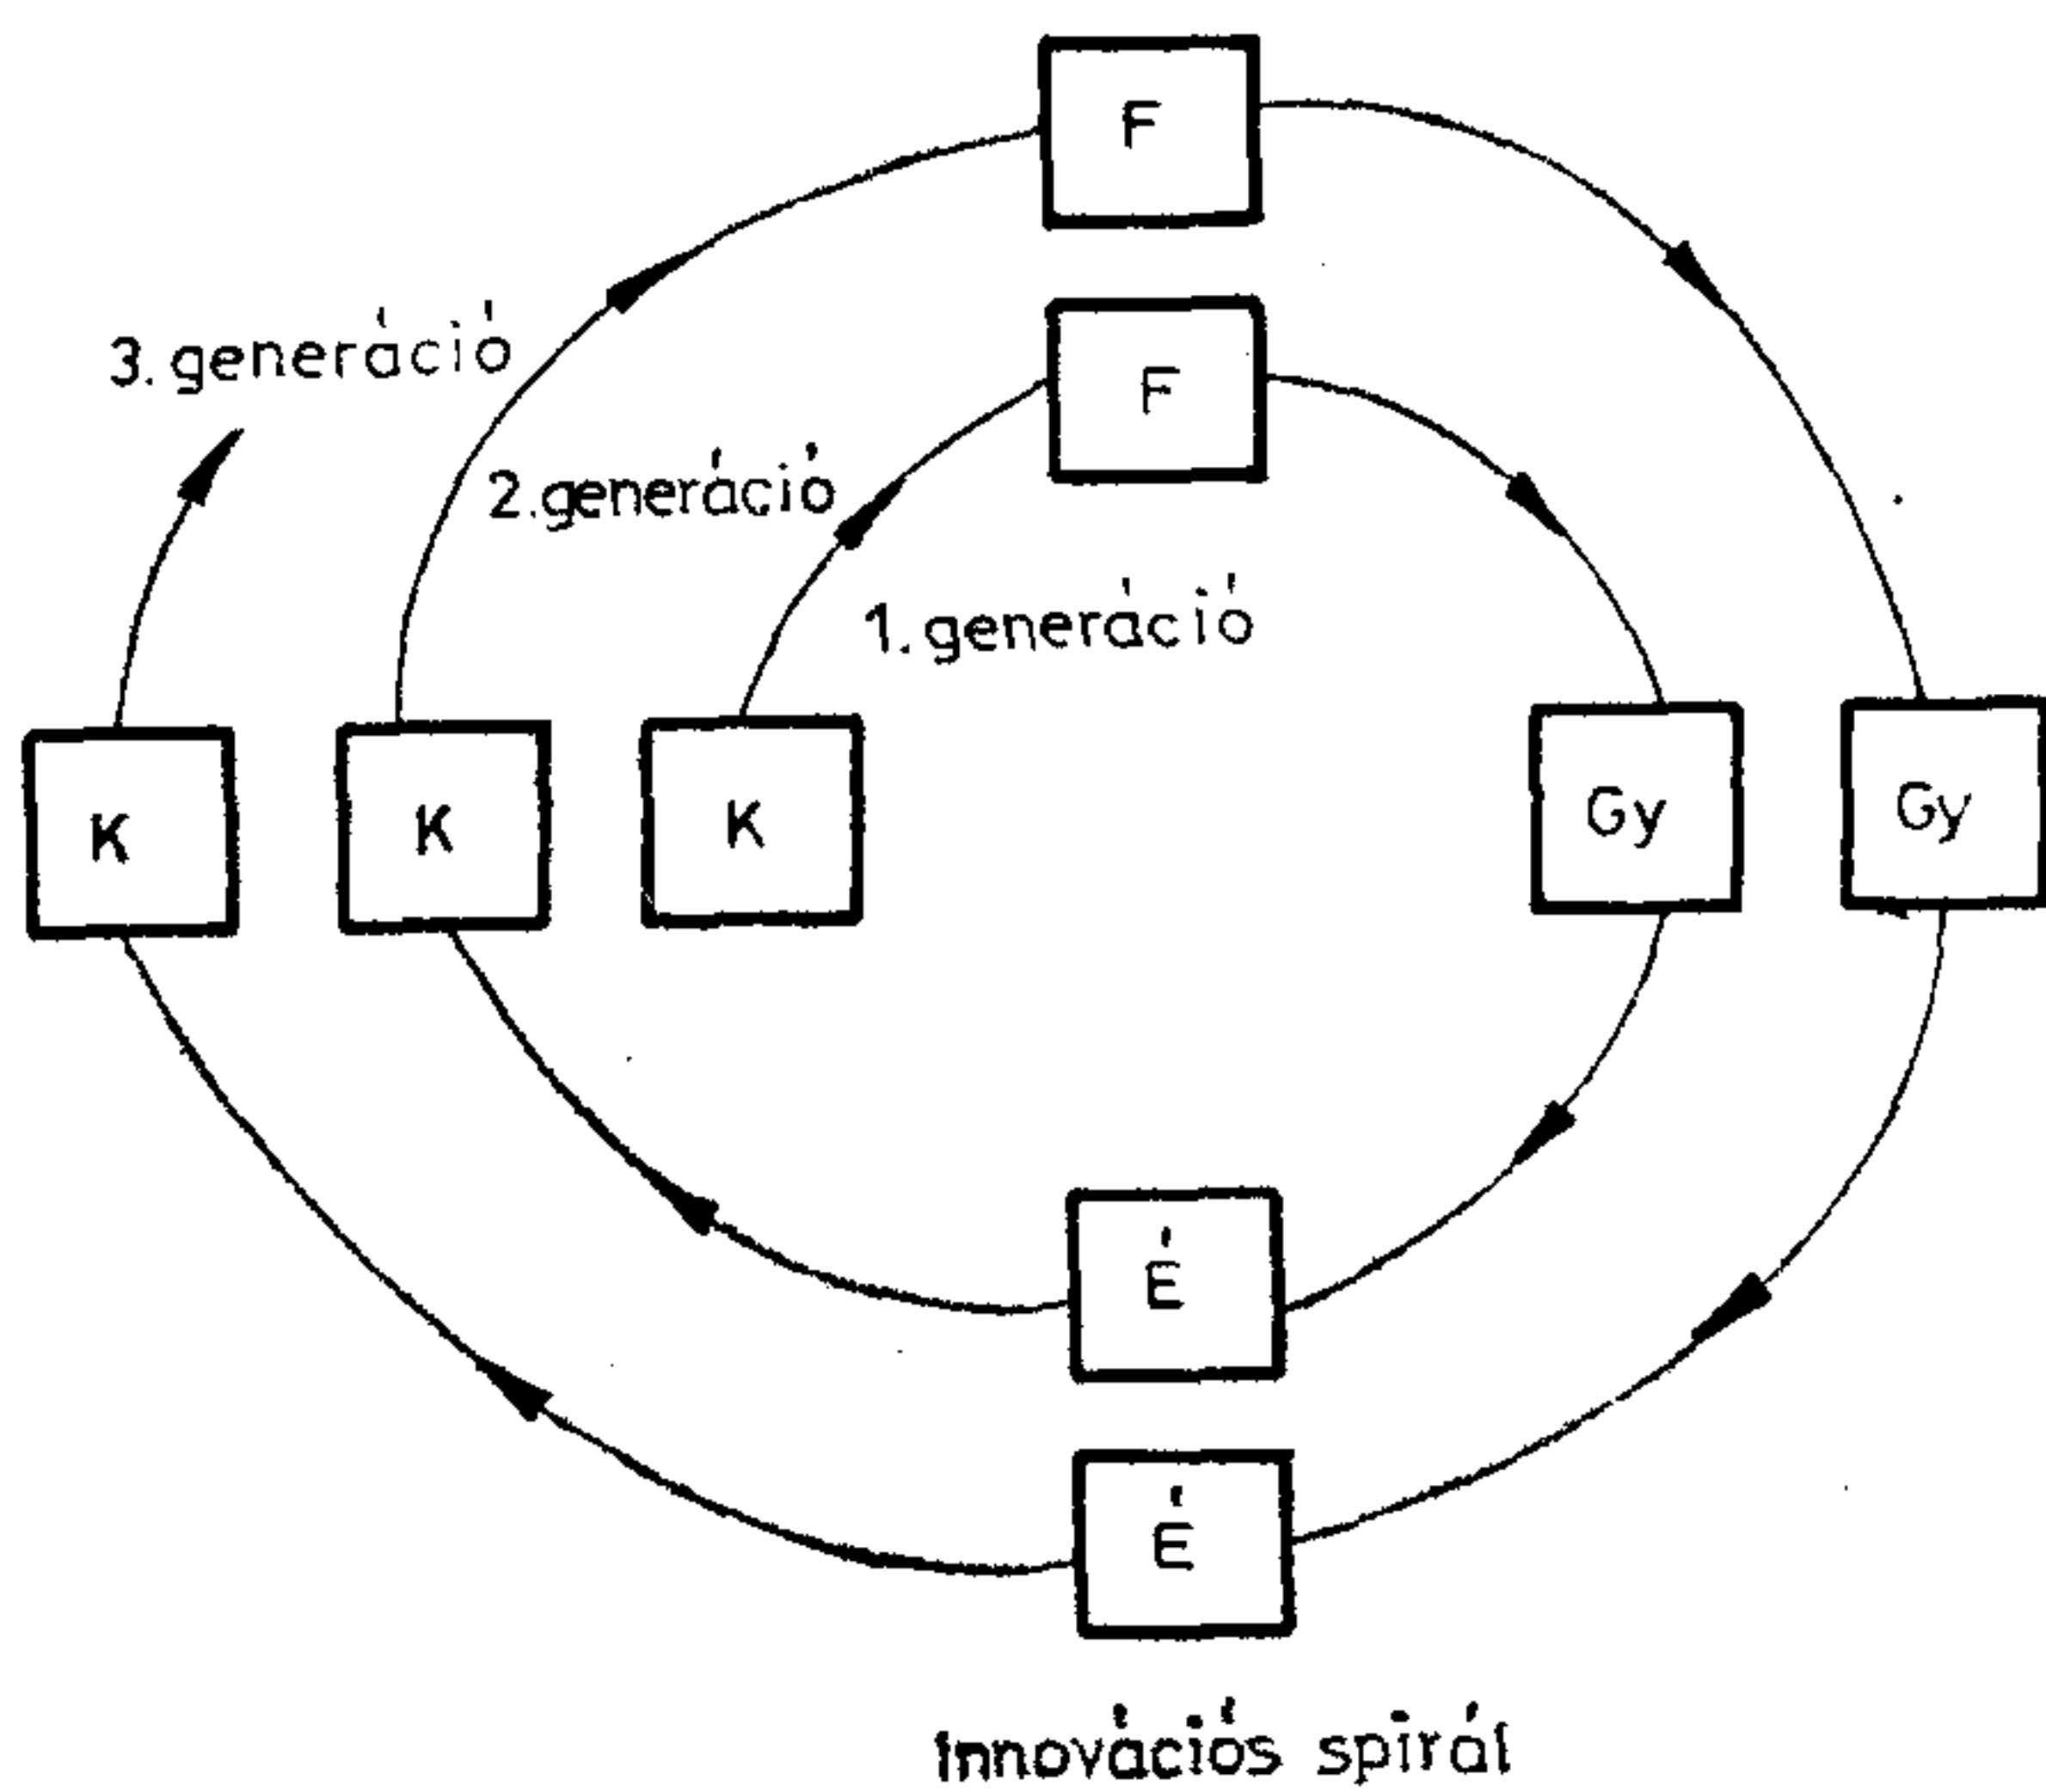 F
3. generáció
F
2. generáció
1. generáció
K
K
K
Gy
Gy
É
É
Innovációs spirál